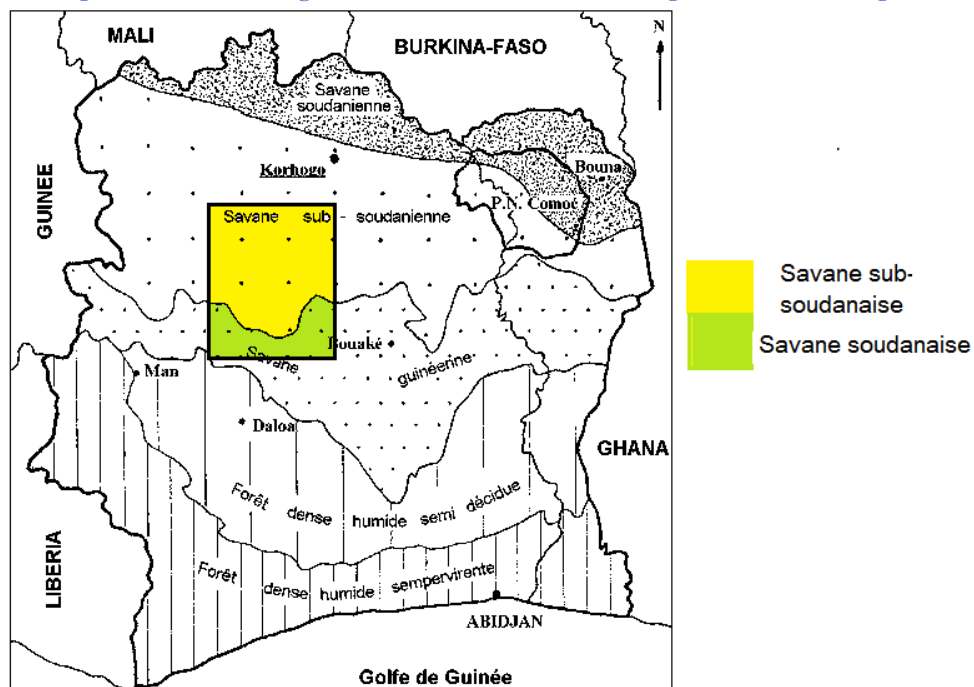 MALI
BURKINA-FASO
N
Savane
soudanienne
Korhogo
Bouna
P.N. Comoé
GUINEE
Savane sub - soudanienne
Savane sub-
soudanaise
Savane soudanaise
Bouaké
Savane
guinéenne
Man
Daloa
GHANA
Forêt dense humide semi décidue
LIBERIA
Forêt dense humide sempervirente
ABIDJAN
Golfe de Guinée